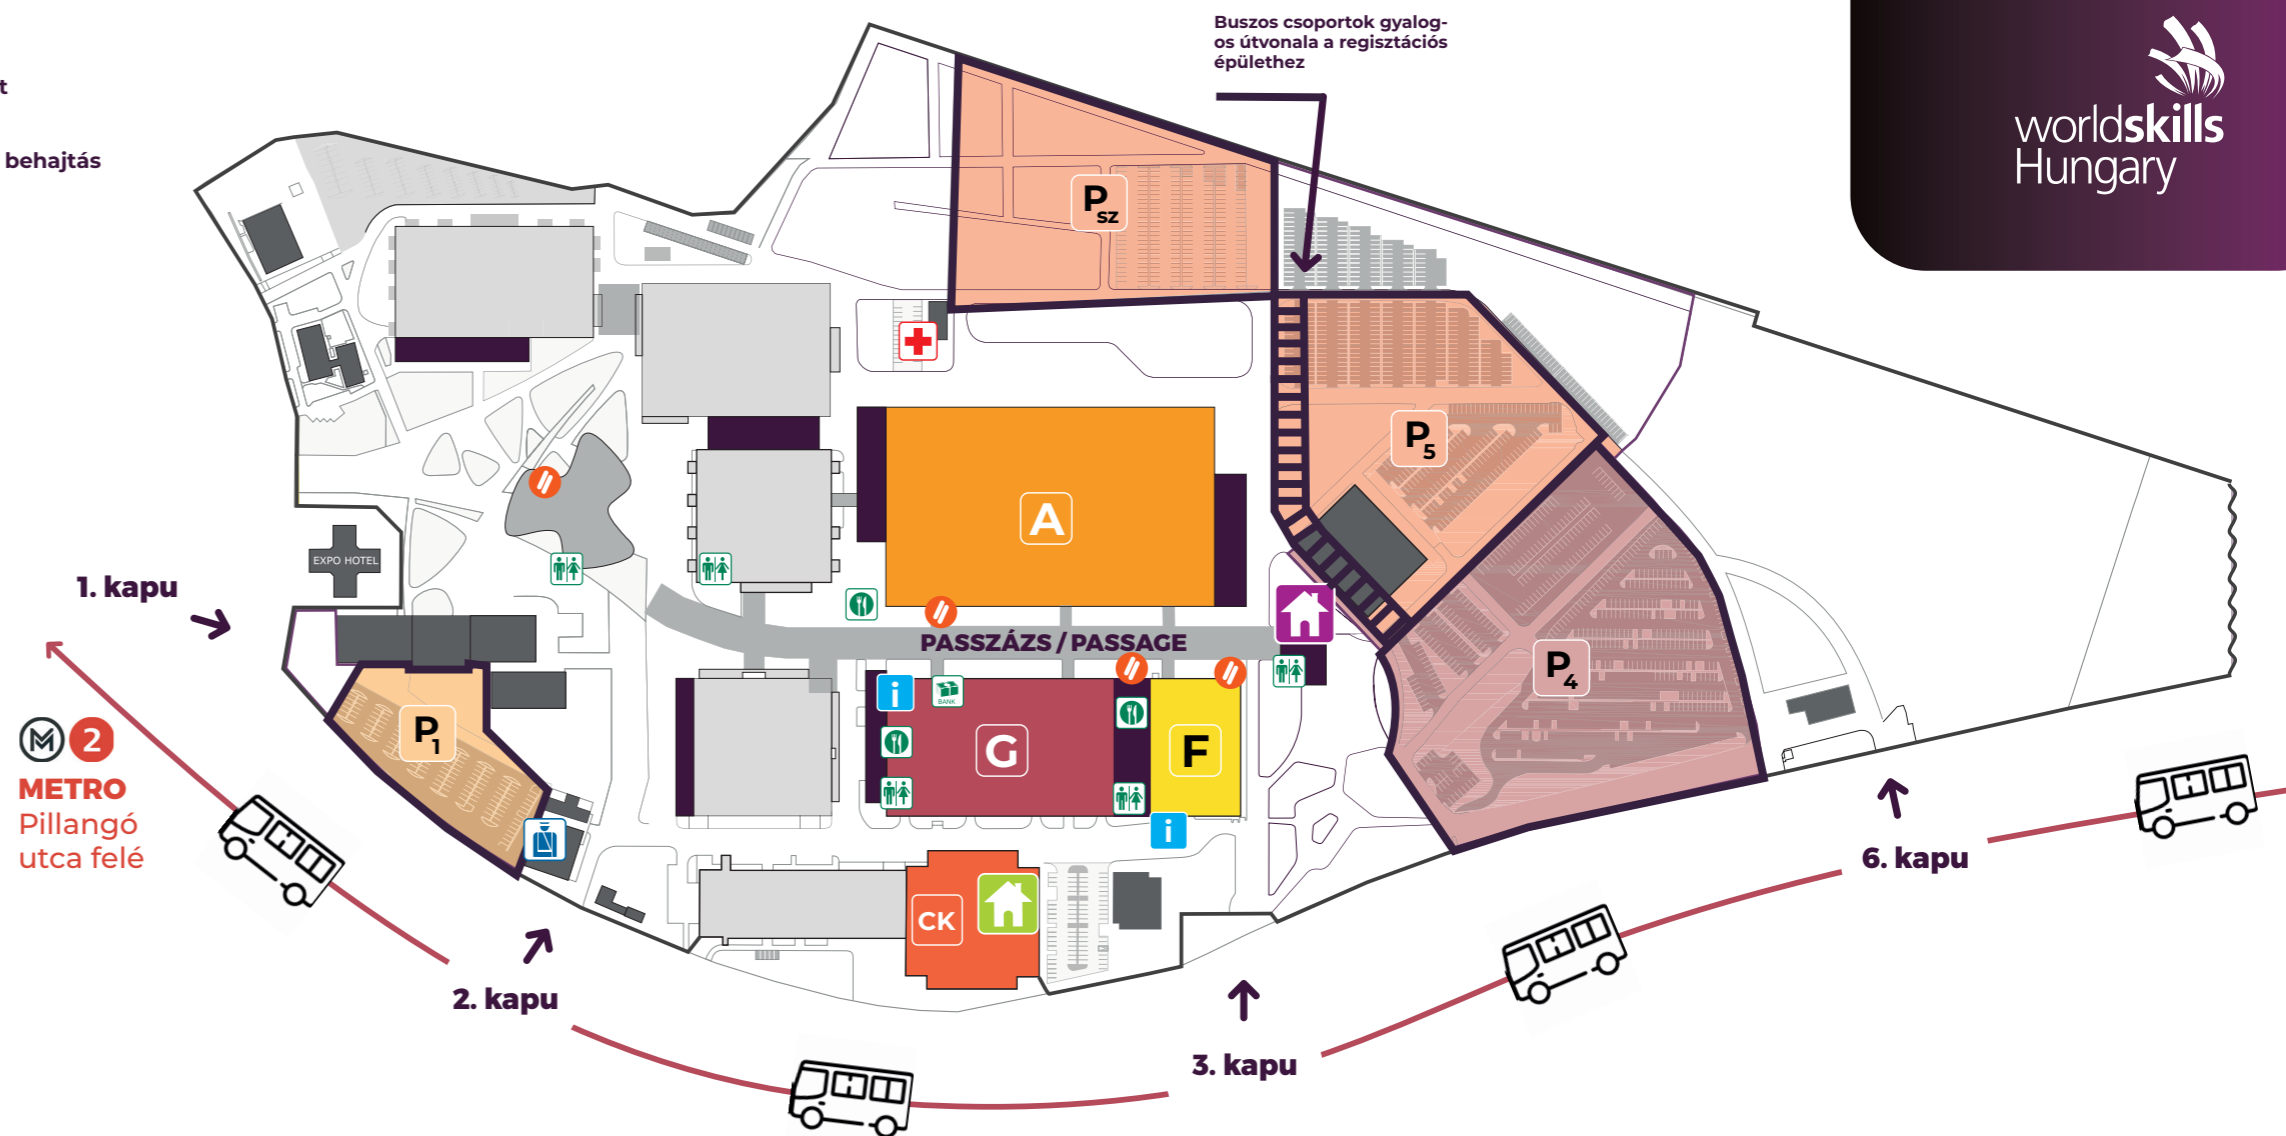 Buszos csoportok gyalog-
os útvonala a regisztációs
épülethez
worldskills
Hungary
t
behajtás
P
SZ
P
5
A
EXPO HOTEL
1. kapu
PASSZÁZS / PASSAGE
P
4
i
BANK
P
1
G
F
M 2
METRO
Pillangó
utca felé
i
6. kapu
CK
2. kapu
3. kapu